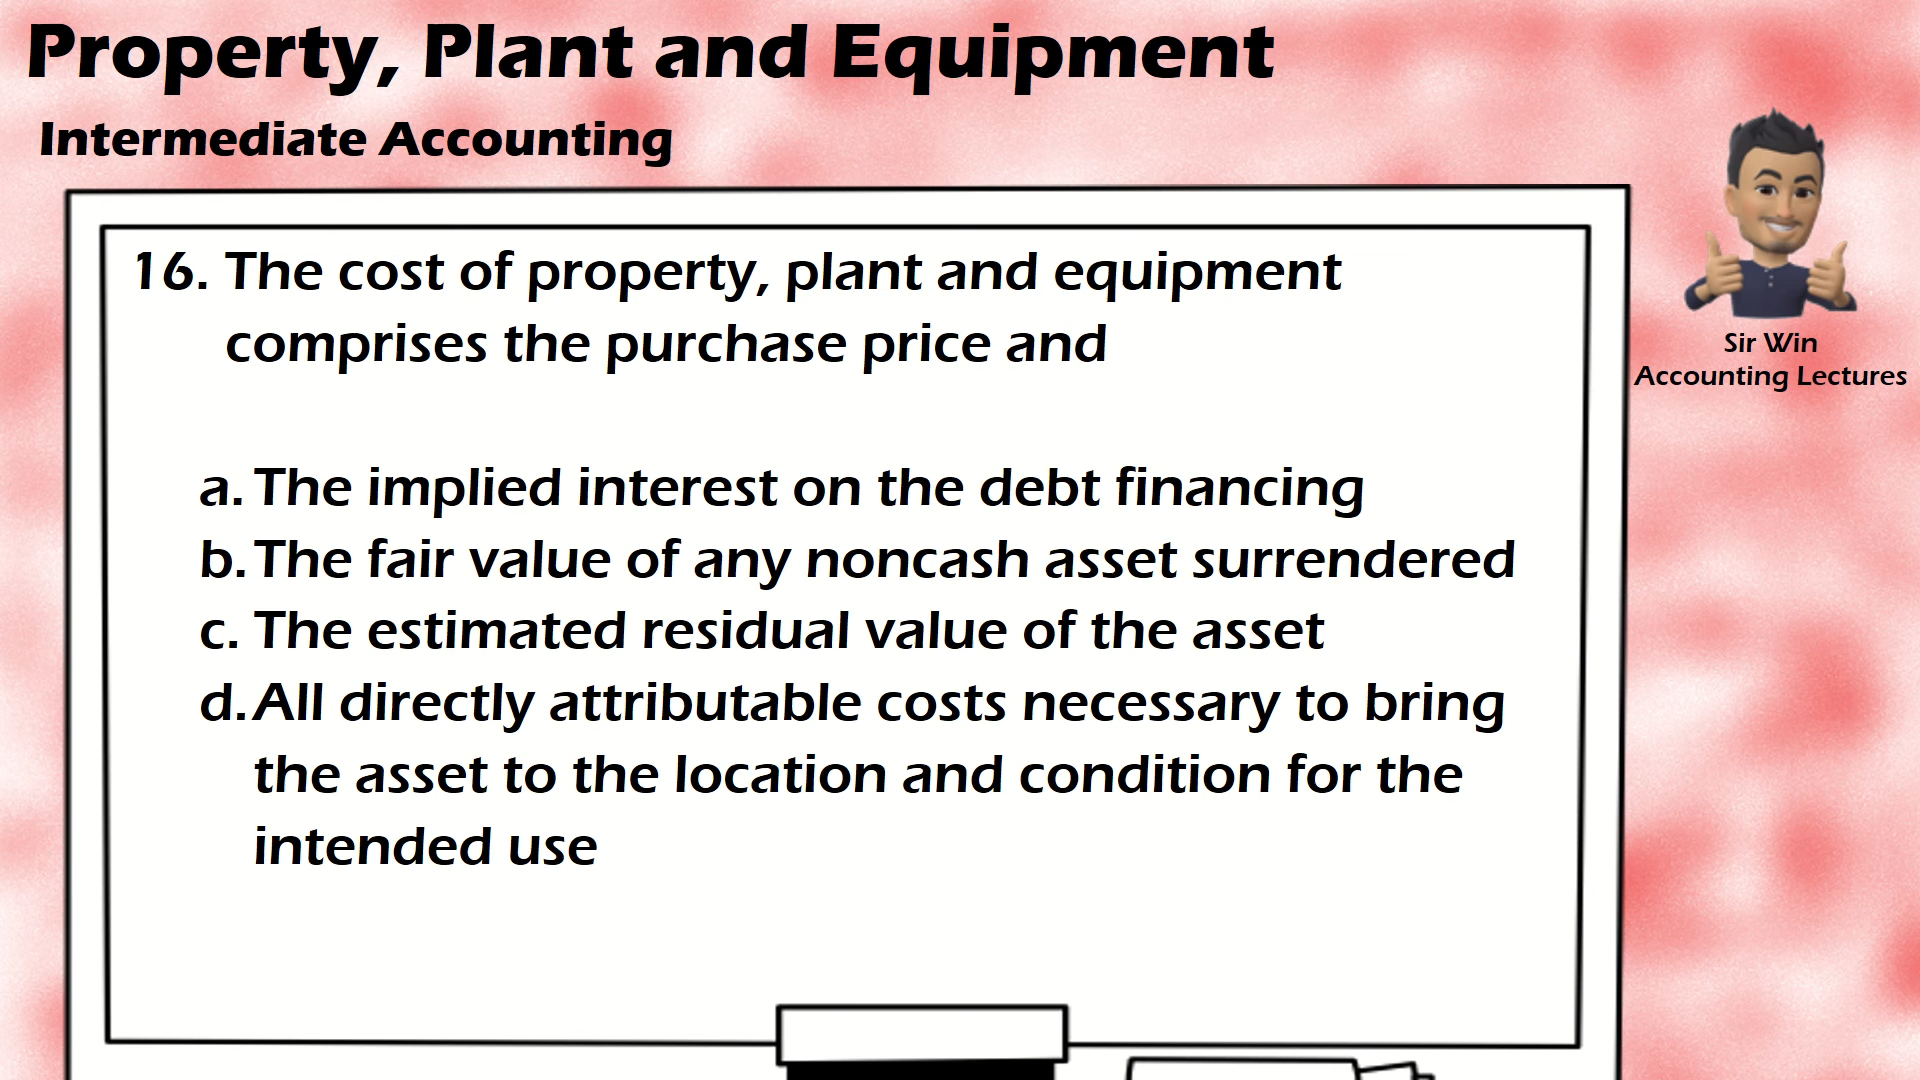 Property, Plant and Equipment
Intermediate Accounting
16. The cost of property, plant and equipment
comprises the purchase price and
a. The implied interest on the debt financing
b. The fair value of any noncash asset surrendered
c. The estimated residual value of the asset
d. All directly attributable costs necessary to bring
the asset to the location and condition for the
intended use
Sir Win
Accounting Lectures